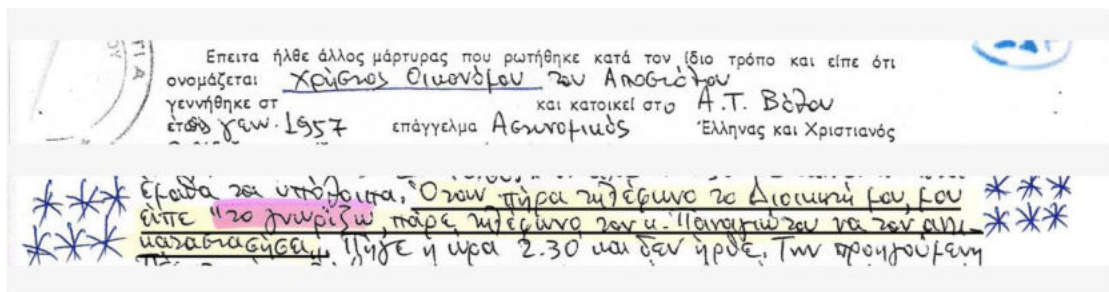 Επειτα ήλθε άλλος μάρτυρας που ρωτήθηκε κατά τον ίδιο τρόπο και είπε ότι
ονομάζεται Χρήστος Οικονόμου του Αποστόλου
γεννήθηκε στ και κατοικεί στο Α.Τ. Βόλου
έτος γεν. 1957 επάγγελμα Αστυνομικός Έλληνας και Χριστιανός
έμαθα τα υπόλοιπα. Όταν πήρα τηλέφωνο το Διοικητή μου, μου
είπε "το γνωρίζω, πάρε τηλέφωνο τον κ. Παναγιώτου να τον αντι-
καταστήσει. Πήγε η ώρα 2.30 και δεν ήρθε. Την προηγούμενη